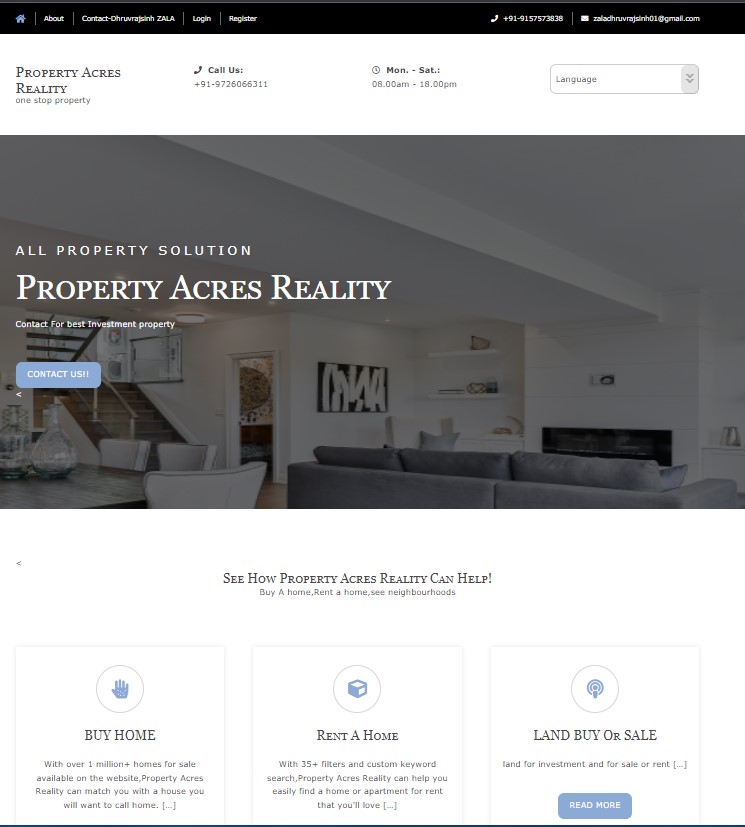 About
Contact-Dhruvrajsinh ZALA
Login
Register
+91-9157573838
zaladhruvrajsinh01@gmail.com
Property Acres
Reality
one stop property
Call Us:
+91-9726066311
Mon. - Sat.:
08.00am - 18.00pm
Language
ALL PROPERTY SOLUTION
Property Acres Reality
Contact For best Investment property
CONTACT US!!
<
<
See How Property Acres Reality Can Help!
Buy A home,Rent a home,see neighbourhoods
BUY HOME
With over 1 million+ homes for sale
available on the website,Property Acres
Reality can match you with a house you
will want to call home. [...]
Rent A Home
With 35+ filters and custom keyword
search,Property Acres Reality can help you
easily find a home or apartment for rent
that you'll love [...]
LAND BUY Or SALE
land for investment and for sale or rent [...]
READ MORE